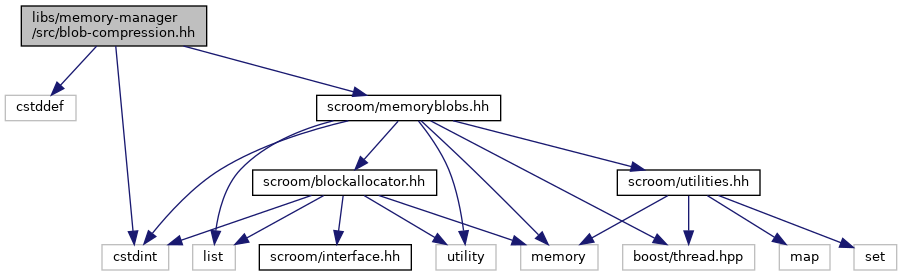 libs/memory-manager
/src/blob-compression.hh
cstddef
scroom/memoryblobs.hh
scroom/blockallocator.hh
scroom/utilities.hh
cstdint
list
scroom/interface.hh
utility
memory
boost/thread.hpp
map
set